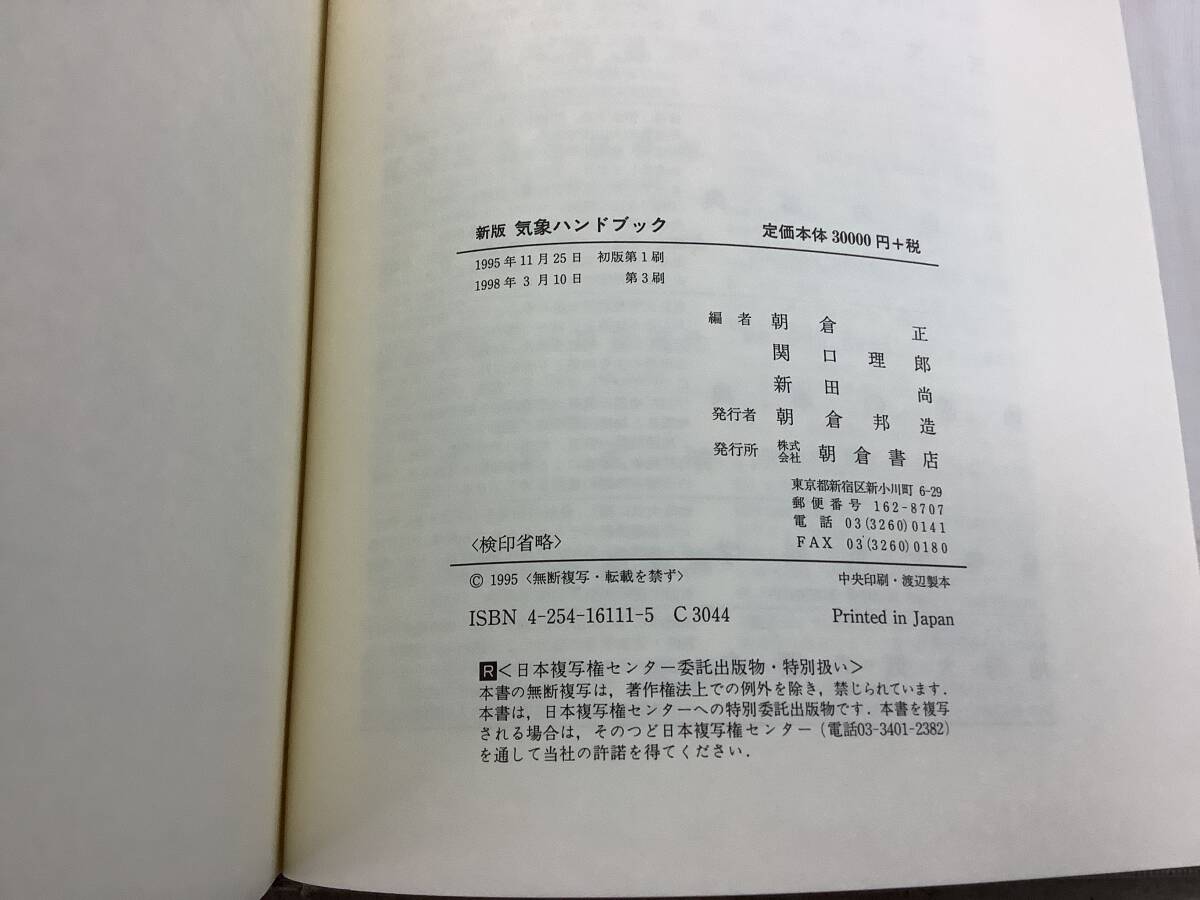 新版 気象ハンドブック 定価本体 30000 円+税
1995 年 11 月 25 日 初版第 1 刷
1998 年 3 月 10 日 第 3 刷
編者 朝倉正
関口理郎
新田尚
発行者 朝倉邦造
発行所 株式会社 朝倉書店
東京都新宿区新小川町 6-29
郵便番号 162-8707
電話 03(3260)0141
FAX 03(3260)0180
〈検印省略〉
© 1995〈無断複写・転載を禁ず〉 中央印刷・渡辺製本
ISBN 4-254-16111-5 C 3044 Printed in Japan
R <日本複写権センター委託出版物・特別扱い>
本書の無断複写は，著作権法上での例外を除き，禁じられています．
本書は，日本複写権センターへの特別委託出版物です．本書を複写
される場合は，そのつど日本複写権センター（電話03-3401-2382）
を通して当社の許諾を得てください．